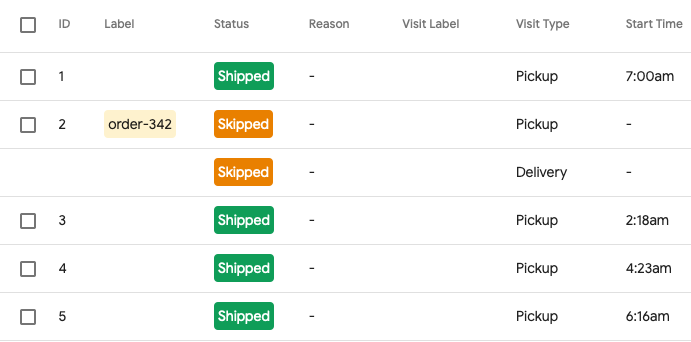 ID Label Status Reason Visit Label Visit Type Start Time
1 Shipped - Pickup 7:00am
2 order-342 Skipped - Pickup -
Skipped - Delivery -
3 Shipped - Pickup 2:18am
4 Shipped - Pickup 4:23am
5 Shipped - Pickup 6:16am